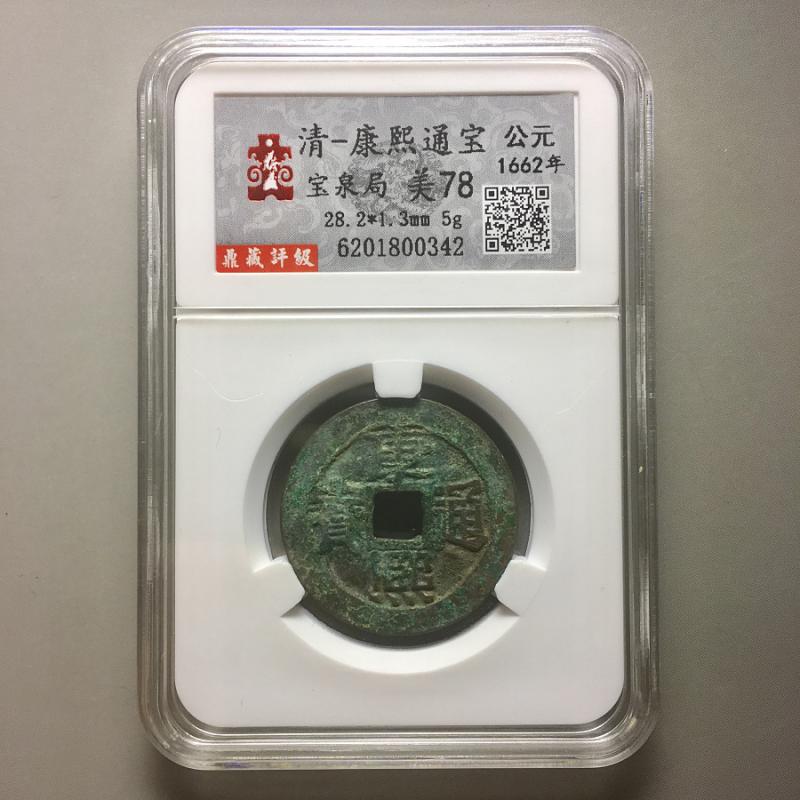 清-康熙通宝 公元
1662年
宝泉局 美78
28.2*1.3mm 5g
6201800342
鼎藏評級
康熙通寶